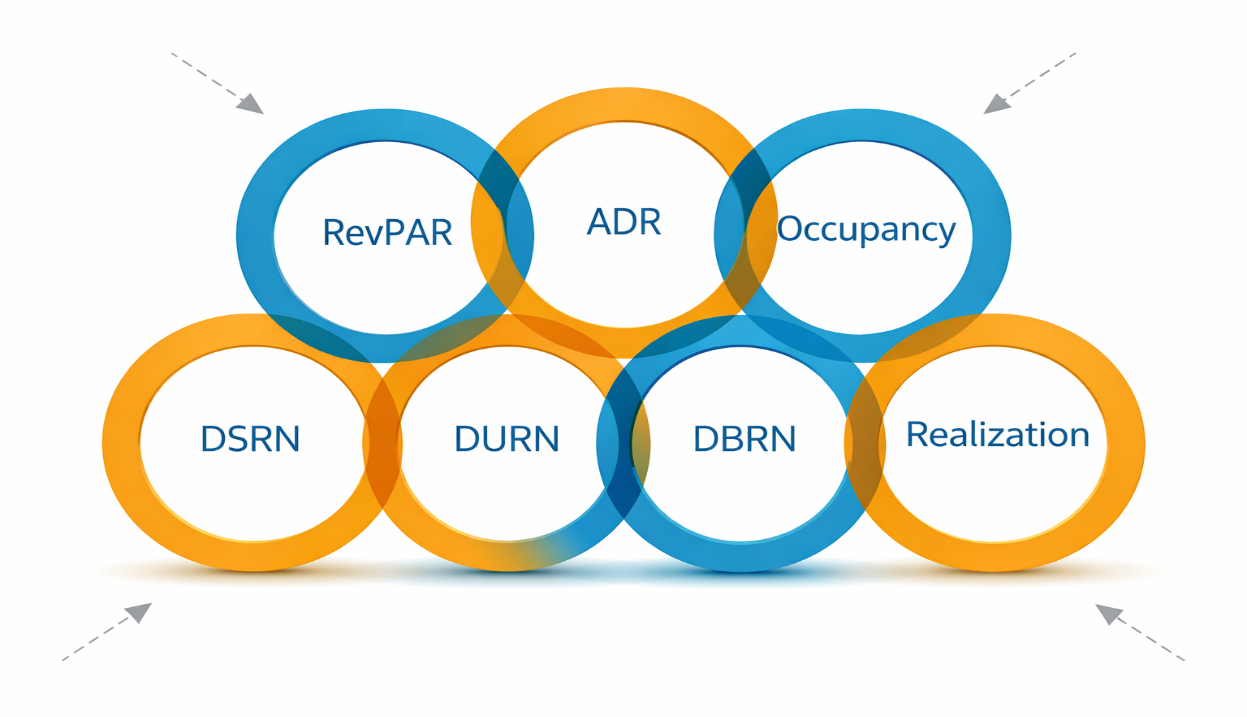 RevPAR
ADR
Occupancy
DSRN
DURN
DBRN
Realization